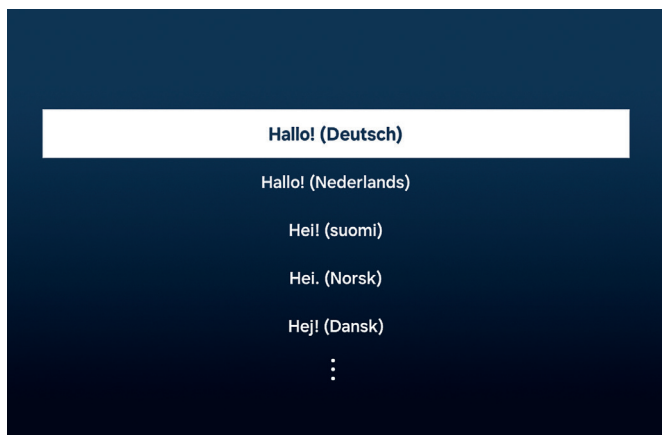 Hallo! (Deutsch)
Hallo! (Nederlands)
Hei! (suomi)
Hei. (Norsk)
Hej! (Dansk)